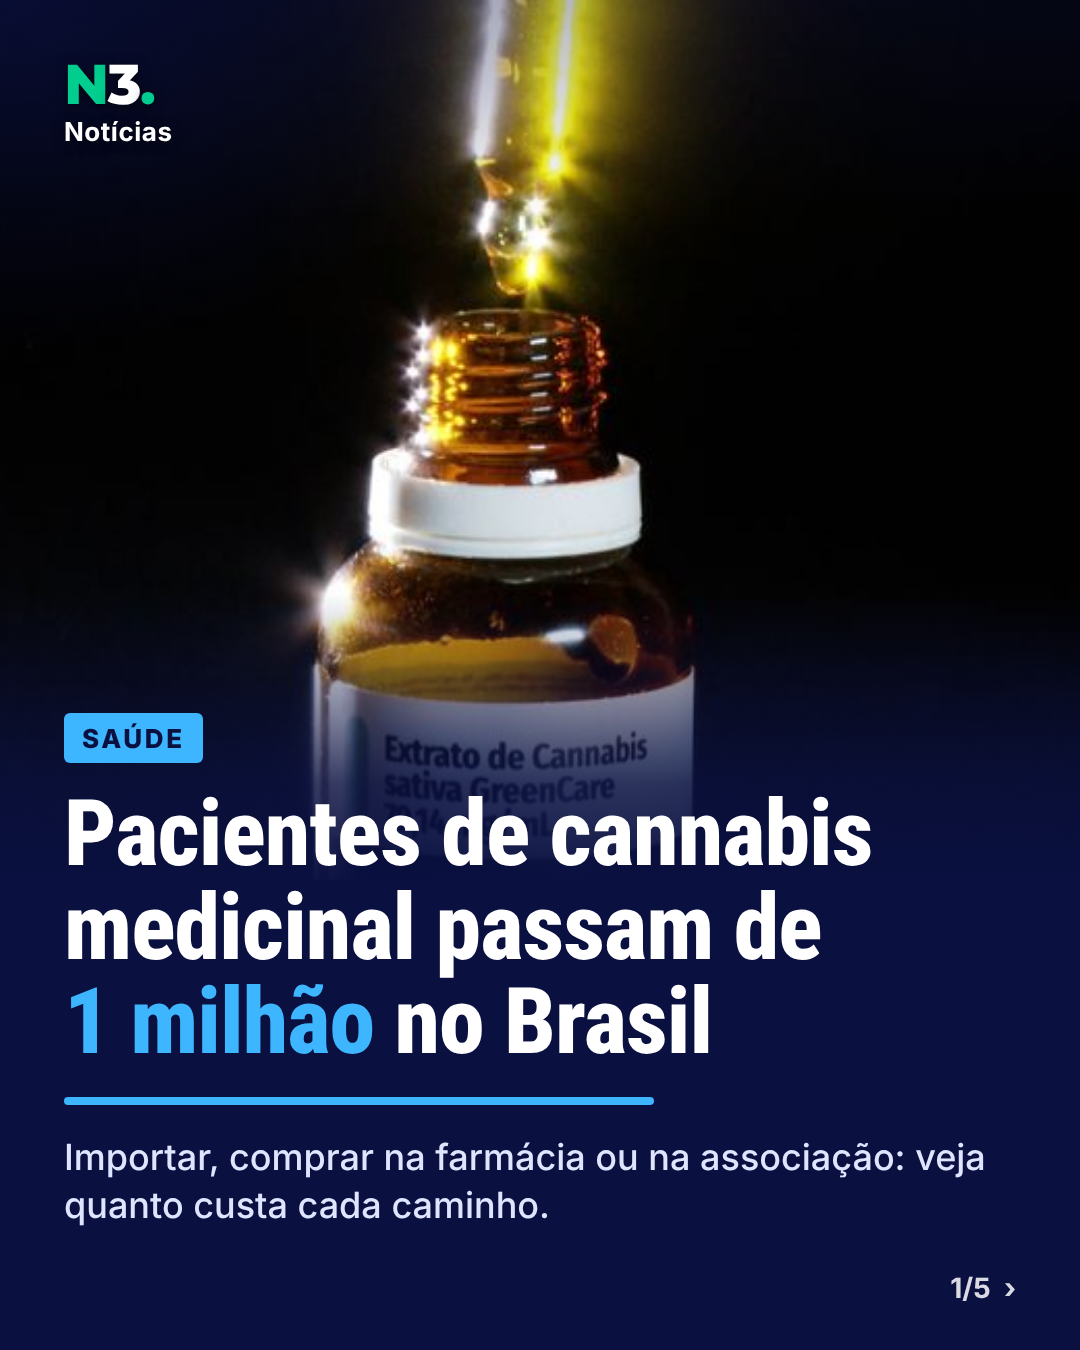 N3.
Notícias
SAÚDE
Extrato de Cannabis
sativa GreenCare
Pacientes de cannabis
medicinal passam de
1 milhão no Brasil
Importar, comprar na farmácia ou na associação: veja
quanto custa cada caminho.
1/5 ›